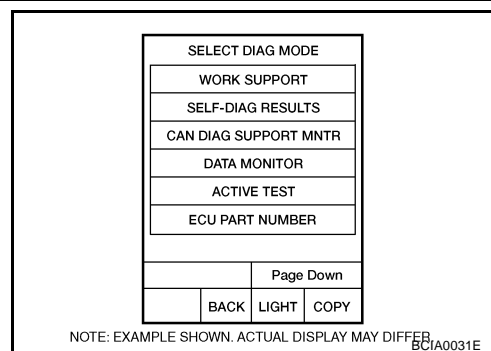 SELECT DIAG MODE
WORK SUPPORT
SELF-DIAG RESULTS
CAN DIAG SUPPORT MNTR
DATA MONITOR
ACTIVE TEST
ECU PART NUMBER
Page Down
BACK LIGHT COPY
NOTE: EXAMPLE SHOWN. ACTUAL DISPLAY MAY DIFFER.
BCIA0031E